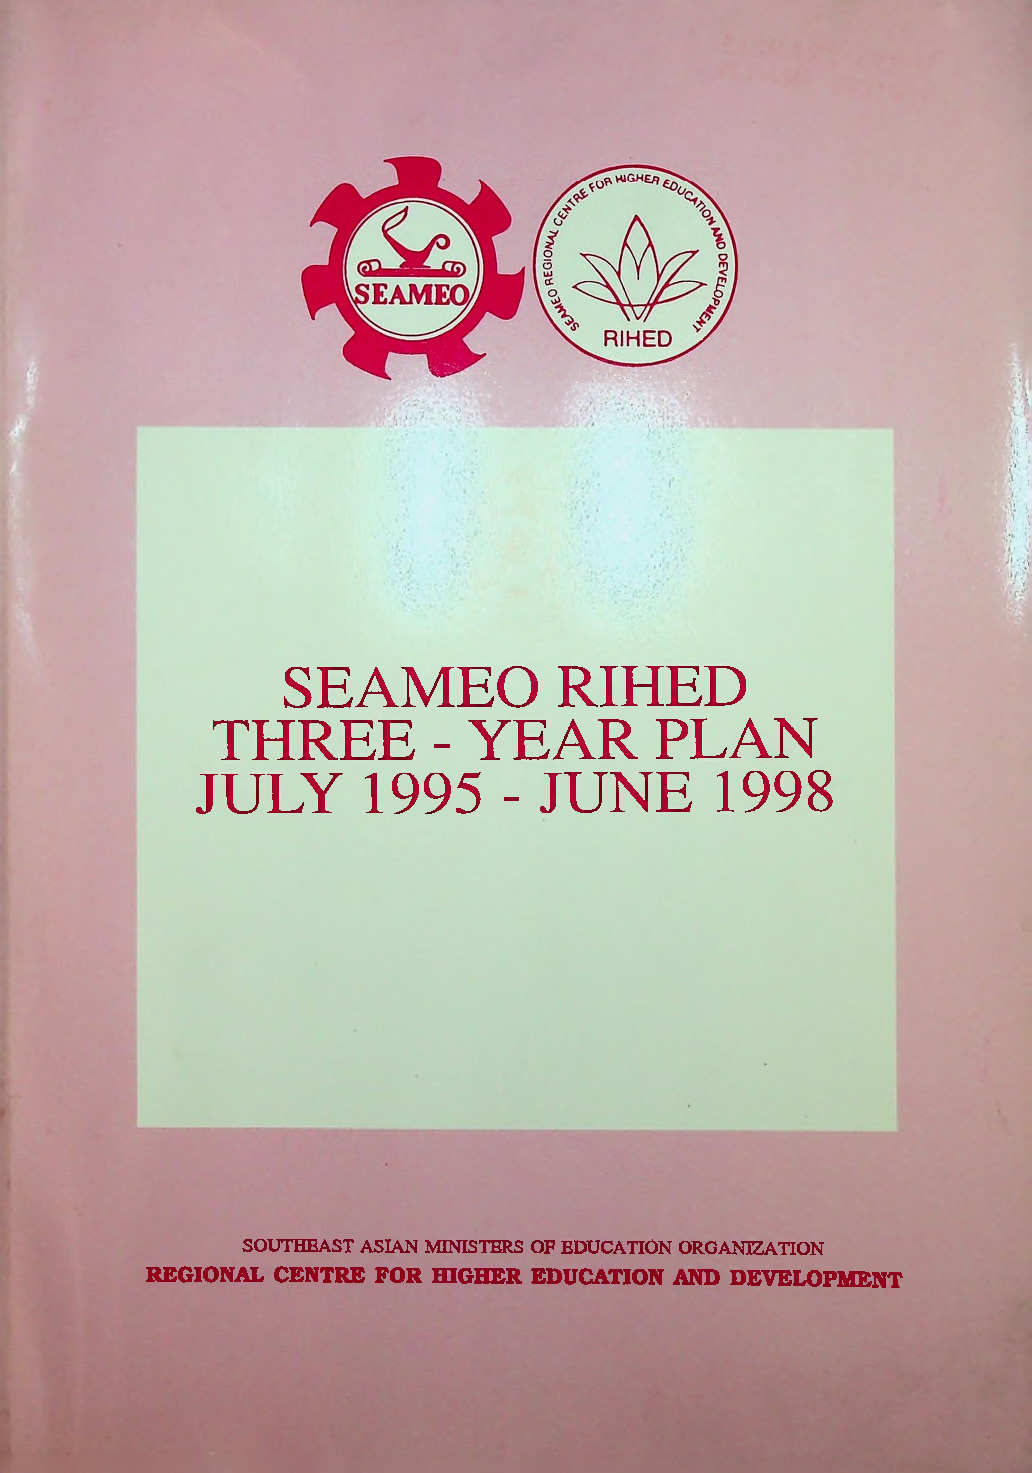 SEAMEO
SEAMEO REGIONAL CENTRE FOR HIGHER EDUCATION AND DEVELOPMENT
RIHED
SEAMEO RIHED
THREE - YEAR PLAN
JULY 1995 - JUNE 1998
SOUTHEAST ASIAN MINISTERS OF EDUCATION ORGANIZATION
REGIONAL CENTRE FOR HIGHER EDUCATION AND DEVELOPMENT